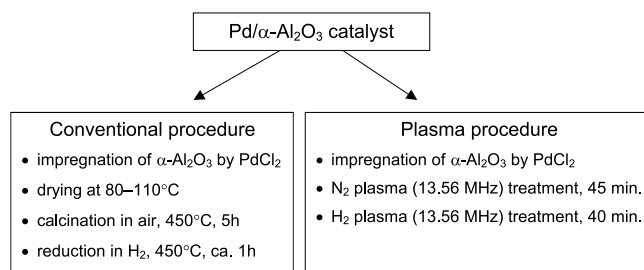 Pd/α-Al₂O₃ catalyst
Conventional procedure
• impregnation of α-Al₂O₃ by PdCl₂
• drying at 80–110°C
• calcination in air, 450°C, 5h
• reduction in H₂, 450°C, ca. 1h
Plasma procedure
• impregnation of α-Al₂O₃ by PdCl₂
• N₂ plasma (13.56 MHz) treatment, 45 min.
• H₂ plasma (13.56 MHz) treatment, 40 min.